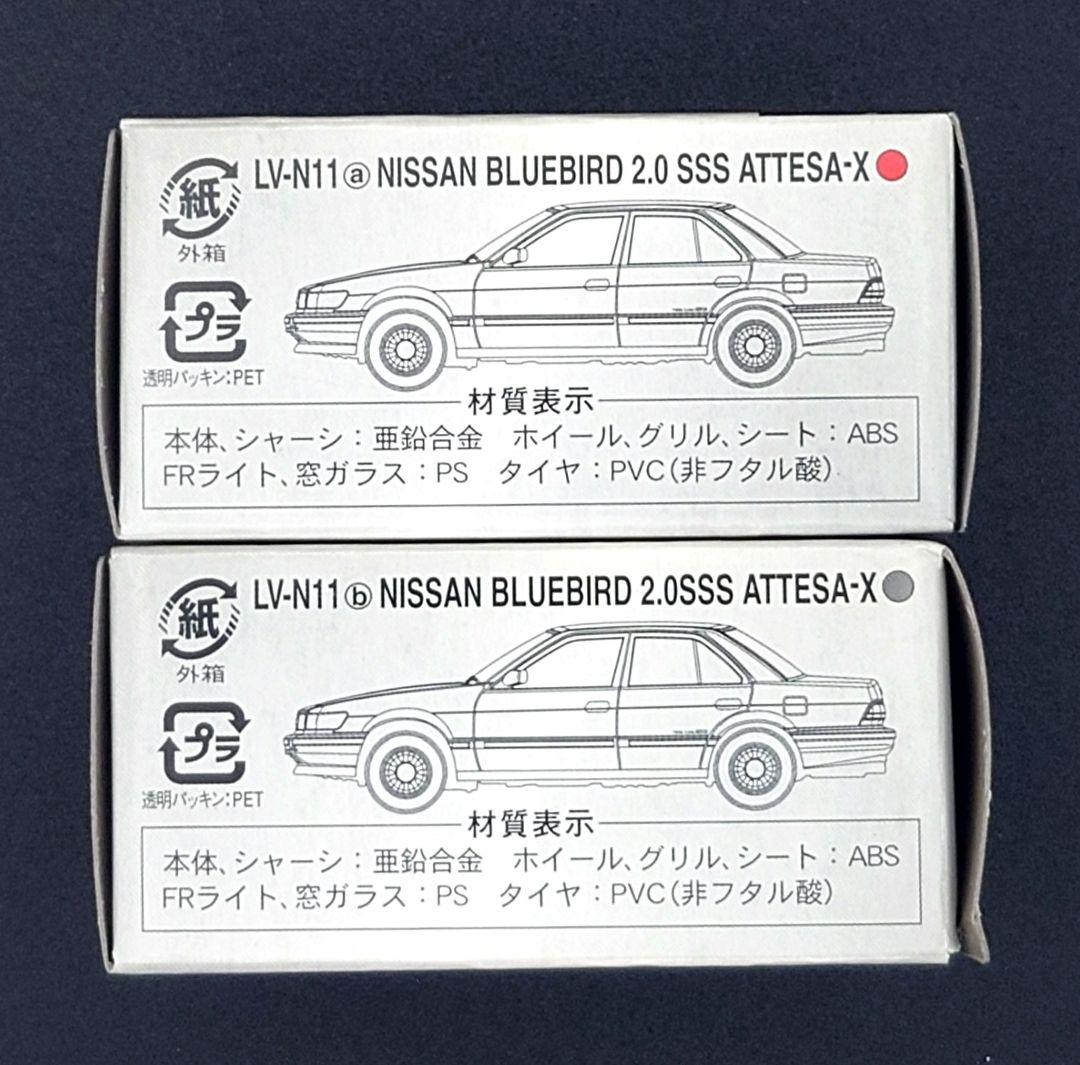 紙
外箱
LV-N11 ⓐ NISSAN BLUEBIRD 2.0 SSS ATTESA-X
プラ
透明パッキン:PET
材質表示
本体、シャーシ:亜鉛合金 ホイール、グリル、シート:ABS
FRライト、窓ガラス:PS タイヤ:PVC(非フタル酸)
紙
外箱
LV-N11 ⓑ NISSAN BLUEBIRD 2.0SSS ATTESA-X
プラ
透明パッキン:PET
材質表示
本体、シャーシ:亜鉛合金 ホイール、グリル、シート:ABS
FRライト、窓ガラス:PS タイヤ:PVC(非フタル酸)